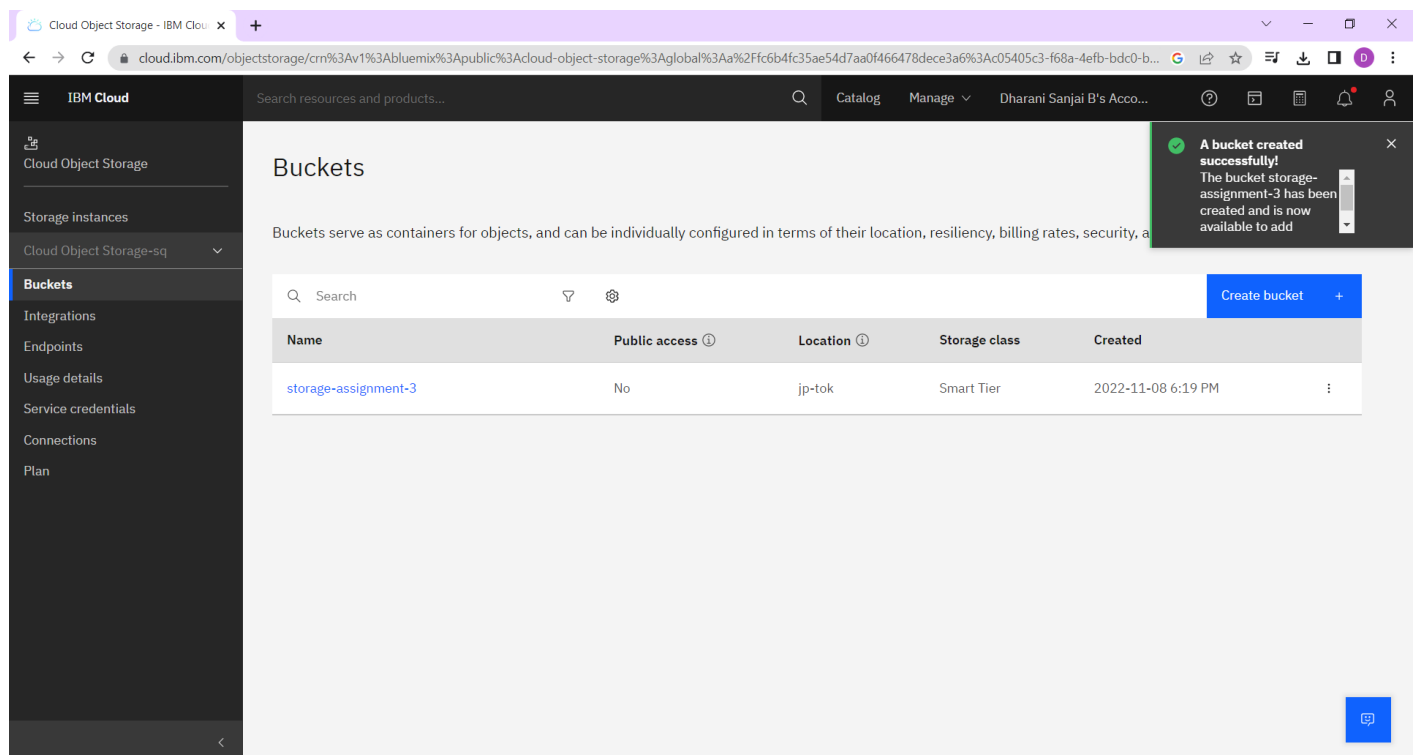 Cloud Object Storage - IBM Clou
cloud.ibm.com/objectstorage/crn%3Av1%3Abluemix%3Apublic%3Acloud-object-storage%3Aglobal%3Aa%2Ffc6b4fc35ae54d7aa0f466478dece3a6%3Ac05405c3-f68a-4efb-bdc0-b...
D
IBM Cloud
Search resources and products...
Catalog
Manage
Dharani Sanjai B's Acco...
Cloud Object Storage
Storage instances
Cloud Object Storage-sq
Buckets
Integrations
Endpoints
Usage details
Service credentials
Connections
Plan
Buckets
A bucket created
successfully!
The bucket storage-
assignment-3 has been
created and is now
available to add
Buckets serve as containers for objects, and can be individually configured in terms of their location, resiliency, billing rates, security, a
Search
Create bucket +
Name Public access Location Storage class Created
storage-assignment-3 No jp-tok Smart Tier 2022-11-08 6:19 PM